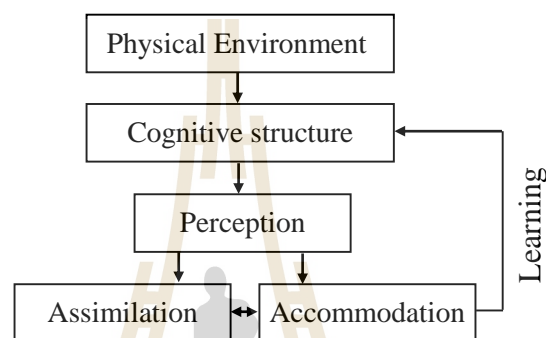 Physical Environment
Cognitive structure
Perception
Assimilation
Accommodation
Learning